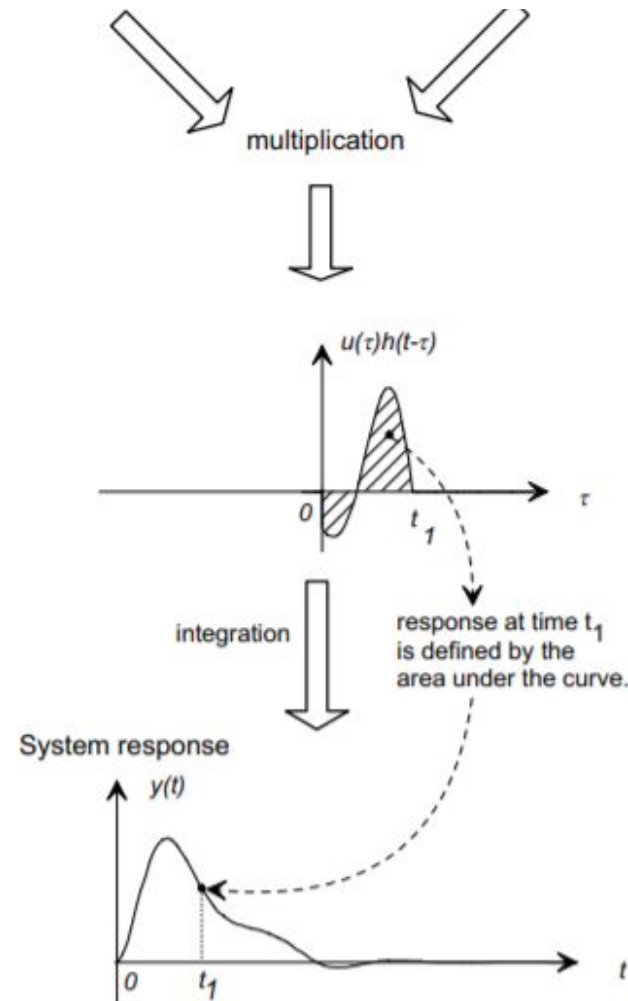 multiplication
u(τ)h(t-τ)
0
t1
τ
integration
response at time t1
is defined by the
area under the curve.
System response
y(t)
0
t1
t